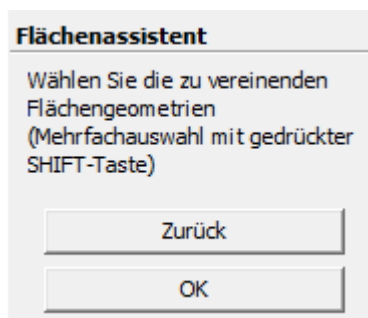 Flächenassistent
Wählen Sie die zu vereinenden
Flächengeometrien
(Mehrfachauswahl mit gedrückter
SHIFT-Taste)
Zurück
OK